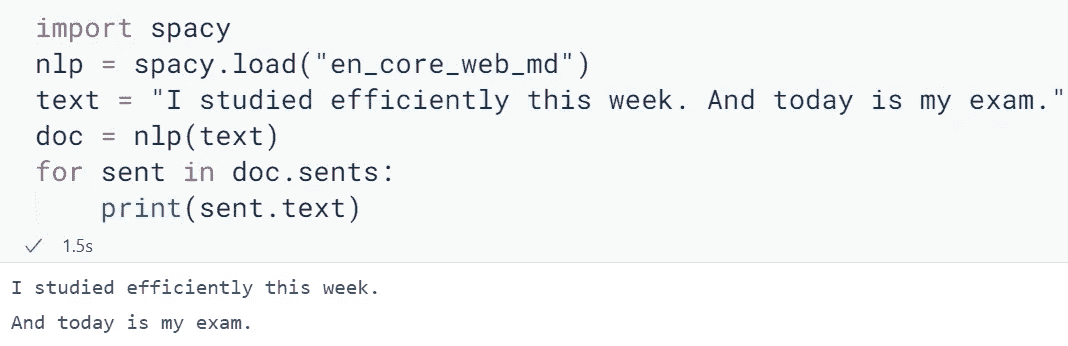 import spacy
nlp = spacy.load("en_core_web_md")
text = "I studied efficiently this week. And today is my exam."
doc = nlp(text)
for sent in doc.sents:
    print(sent.text)
✓ 1.5s
I studied efficiently this week.
And today is my exam.